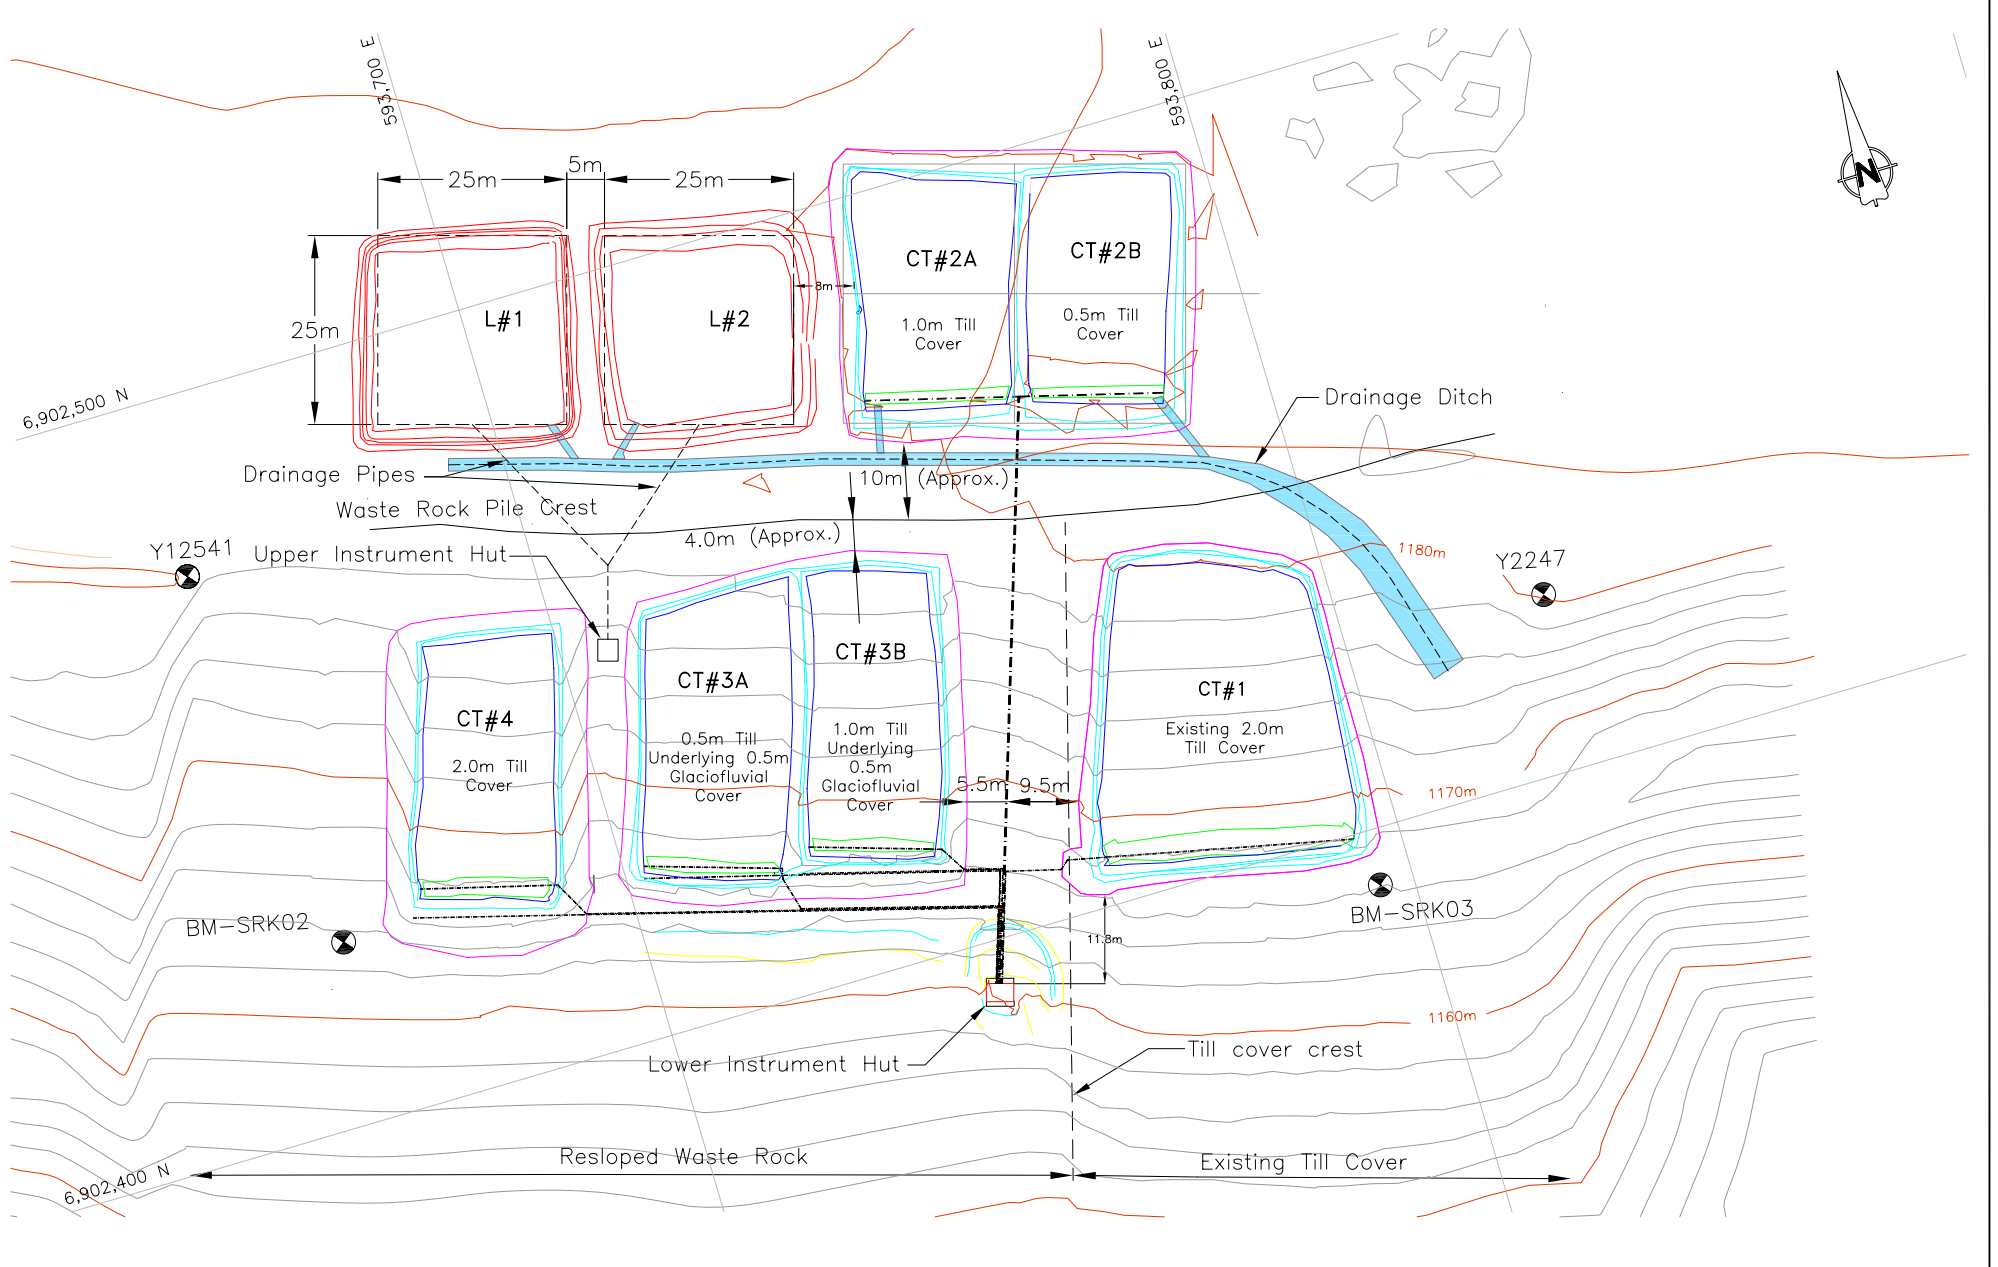 593,700 E
593,800 E
N
5m
25m
25m
CT#2A
CT#2B
8m
L#1
L#2
25m
1.0m Till
Cover
0.5m Till
Cover
6,902,500 N
Drainage Ditch
Drainage Pipes
10m (Approx.)
Waste Rock Pile Crest
4.0m (Approx.)
Y12541
Upper Instrument Hut
1180m
Y2247
CT#3B
CT#3A
CT#1
CT#4
1.0m Till
Underlying
0.5m
Glaciofluvial
Cover
0.5m Till
Underlying 0.5m
Glaciofluvial
Cover
Existing 2.0m
Till Cover
2.0m Till
Cover
5.5m
9.5m
1170m
BM-SRK02
BM-SRK03
11.8m
1160m
Lower Instrument Hut
Till cover crest
Resloped Waste Rock
Existing Till Cover
6,902,400 N